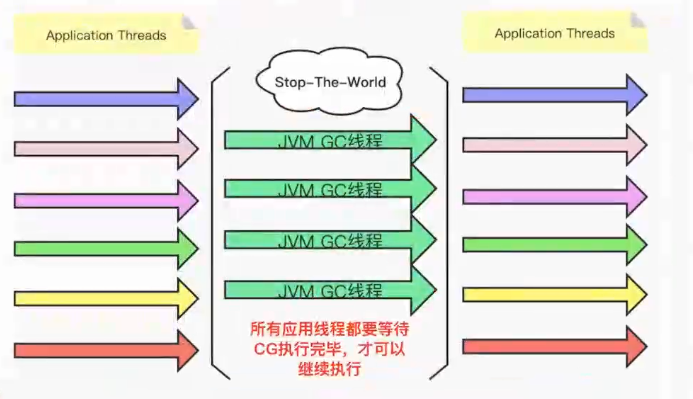 Application Threads
Application Threads
Stop-The-World
JVM GC线程
JVM GC线程
JVM GC线程
JVM GC线程
所有应用线程都要等待
CG执行完毕，才可以
继续执行